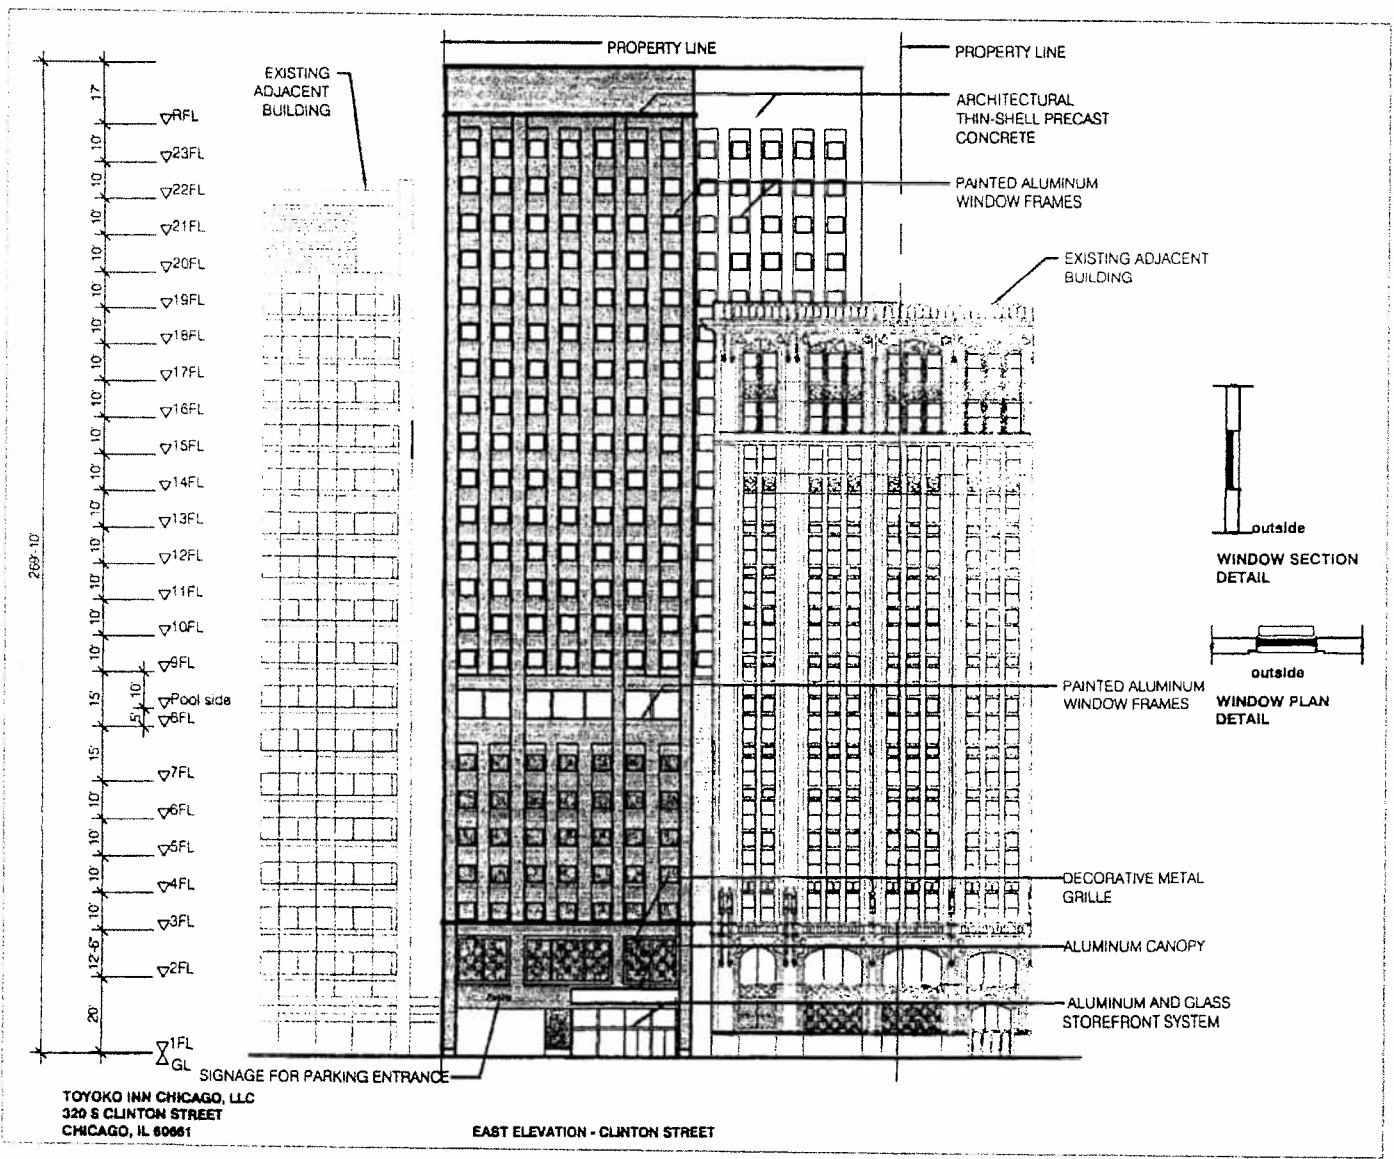 PROPERTY LINE
PROPERTY LINE
EXISTING
ADJACENT
BUILDING
ARCHITECTURAL
THIN-SHELL PRECAST
CONCRETE
PAINTED ALUMINUM
WINDOW FRAMES
EXISTING ADJACENT
BUILDING
17'
RFL
10'
23FL
10'
22FL
10'
21FL
10'
20FL
10'
19FL
10'
18FL
10'
17FL
10'
16FL
10'
15FL
10'
14FL
10'
13FL
10'
12FL
10'
11FL
10'
10FL
10'
9FL
15'
10'
Pool side
5'
8FL
15'
7FL
10'
6FL
10'
5FL
10'
4FL
10'
3FL
12'-6"
2FL
20'
1FL
GL
269'-10"
outside
WINDOW SECTION
DETAIL
outside
WINDOW PLAN
DETAIL
PAINTED ALUMINUM
WINDOW FRAMES
DECORATIVE METAL
GRILLE
ALUMINUM CANOPY
ALUMINUM AND GLASS
STOREFRONT SYSTEM
SIGNAGE FOR PARKING ENTRANCE
TOYOKO INN CHICAGO, LLC
320 S CLINTON STREET
CHICAGO, IL 60661
EAST ELEVATION - CLINTON STREET